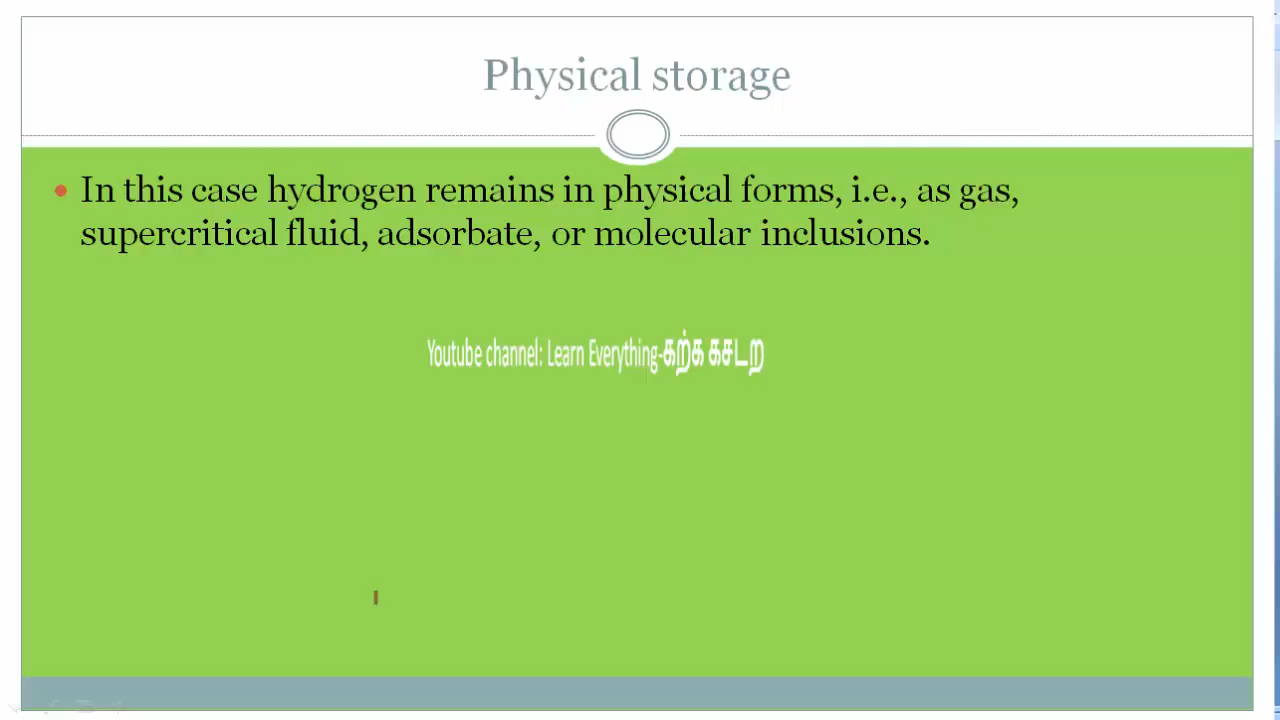 Physical storage
In this case hydrogen remains in physical forms, i.e., as gas,
supercritical fluid, adsorbate, or molecular inclusions.
Youtube channel: Learn Everything-கற்க கசடற